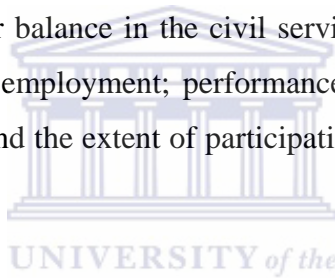 r balance in the civil servi
employment; performance
nd the extent of participati
UNIVERSITY of the